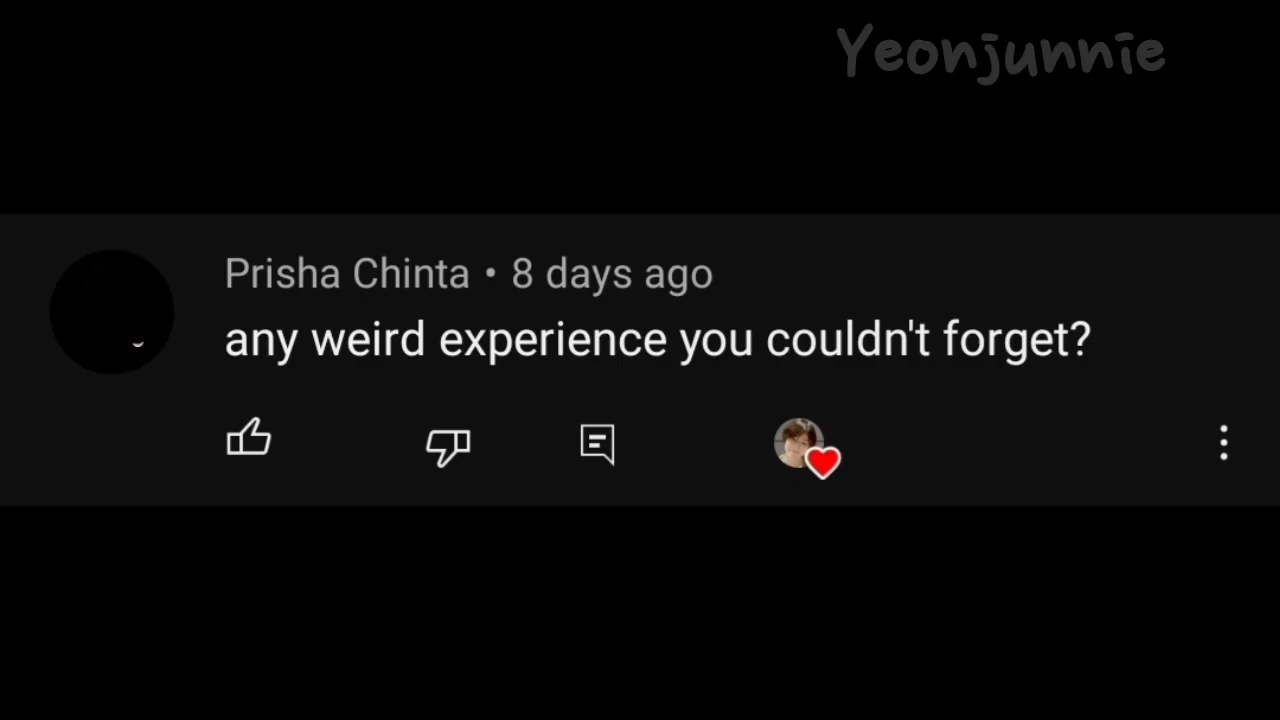 Yeonjunnie
Prisha Chinta • 8 days ago
any weird experience you couldn't forget?